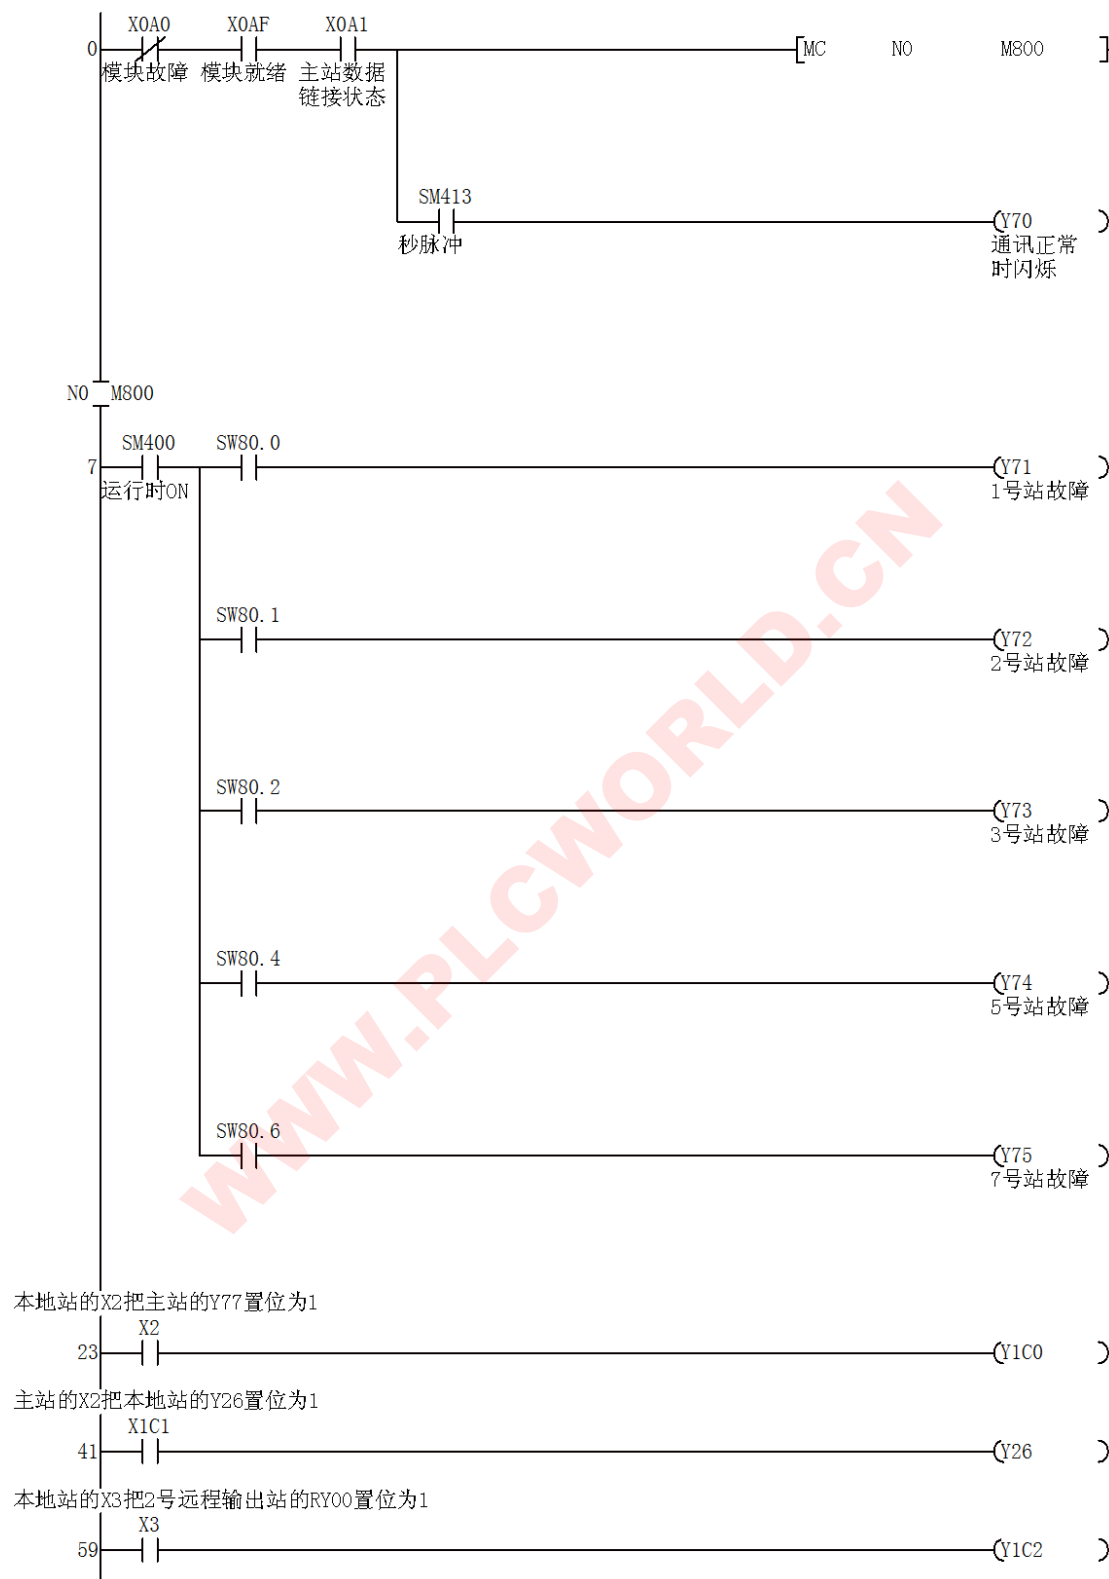 X0A0 X0AF X0A1
0 [MC N0 M800 ]
模块故障 模块就绪 主站数据
链接状态
SM413
(Y70 )
秒脉冲 通讯正常
时闪烁
N0 M800
SM400 SW80.0
7 (Y71 )
运行时ON 1号站故障
SW80.1
(Y72 )
2号站故障
SW80.2
(Y73 )
3号站故障
SW80.4
(Y74 )
5号站故障
SW80.6
(Y75 )
7号站故障
WWW.PLCWORLD.CN
本地站的X2把主站的Y77置位为1
X2
23 (Y1C0 )
主站的X2把本地站的Y26置位为1
X1C1
41 (Y26 )
本地站的X3把2号远程输出站的RY00置位为1
X3
59 (Y1C2 )